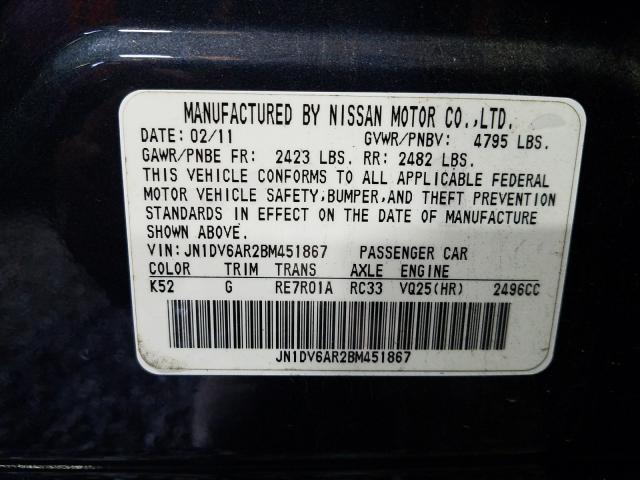 MANUFACTURED BY NISSAN MOTOR CO.,LTD.
DATE: 02/11 GVWR/PNBV: 4795 LBS.
GAWR/PNBE FR: 2423 LBS. RR: 2482 LBS.
THIS VEHICLE CONFORMS TO ALL APPLICABLE FEDERAL
MOTOR VEHICLE SAFETY,BUMPER,AND THEFT PREVENTION
STANDARDS IN EFFECT ON THE DATE OF MANUFACTURE
SHOWN ABOVE.
VIN:JN1DV6AR2BM451867 PASSENGER CAR
COLOR TRIM TRANS AXLE ENGINE
K52 G RE7R01A RC33 VQ25(HR) 2496CC
JN1DV6AR2BM451867